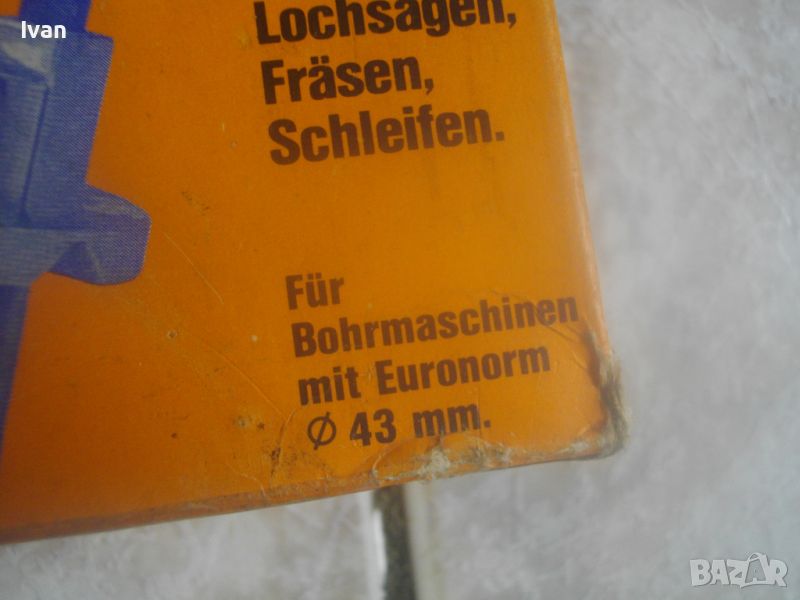 Ivan
Lochsägen,
Fräsen,
Schleifen.
Für
Bohrmaschinen
mit Euronorm
Ø 43 mm.
BAZAR